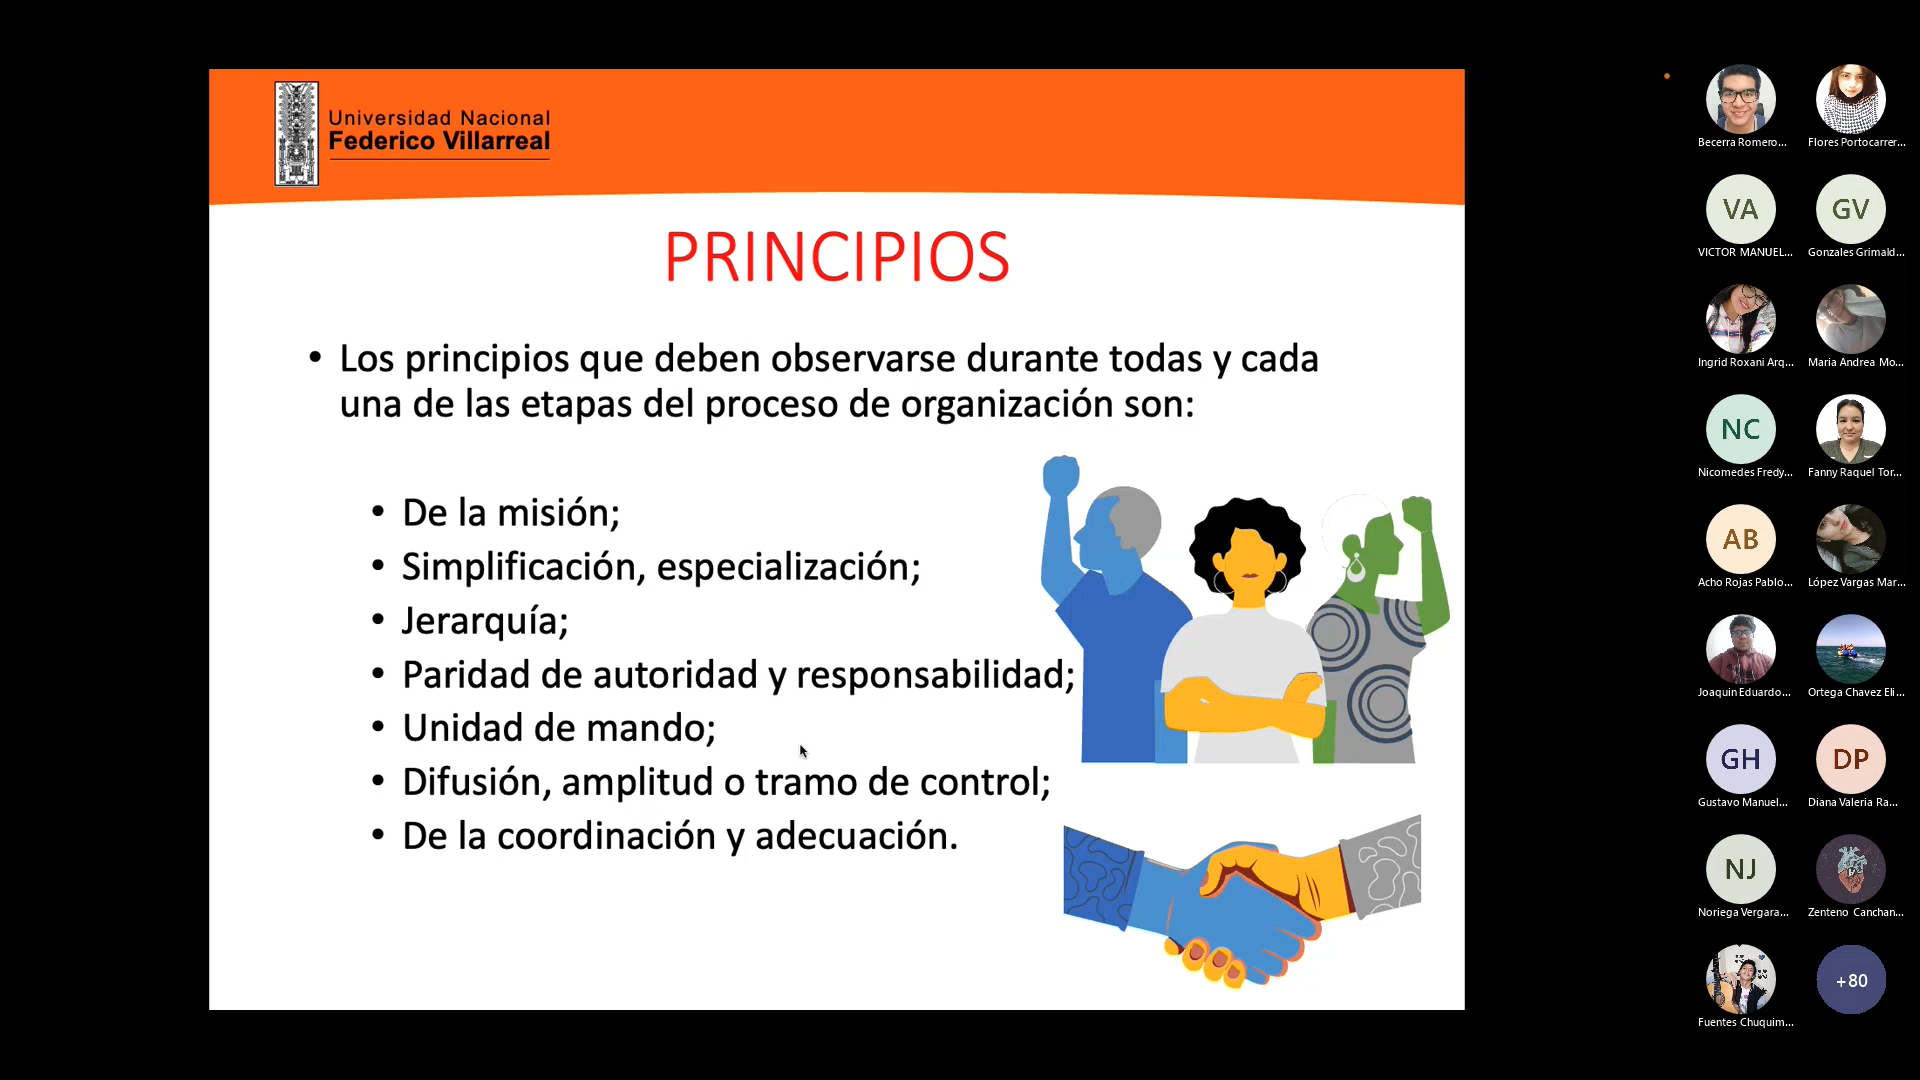 Universidad Nacional
Federico Villarreal
PRINCIPIOS
• Los principios que deben observarse durante todas y cada
una de las etapas del proceso de organización son:
• De la misión;
• Simplificación, especialización;
• Jerarquía;
• Paridad de autoridad y responsabilidad;
• Unidad de mando;
• Difusión, amplitud o tramo de control;
• De la coordinación y adecuación.
Becerra Romero...
Flores Portocarrer...
VA
GV
VICTOR MANUEL...
Gonzales Grimald...
Ingrid Roxani Arq...
Maria Andrea Mo...
NC
Nicomedes Fredy...
Fanny Raquel Tor...
AB
Acho Rojas Pablo...
López Vargas Mar...
Joaquin Eduardo...
Ortega Chavez Eli...
GH
DP
Gustavo Manuel...
Diana Valeria Ra...
NJ
Noriega Vergara...
Zenteno Canchan...
+80
Fuentes Chuquim...